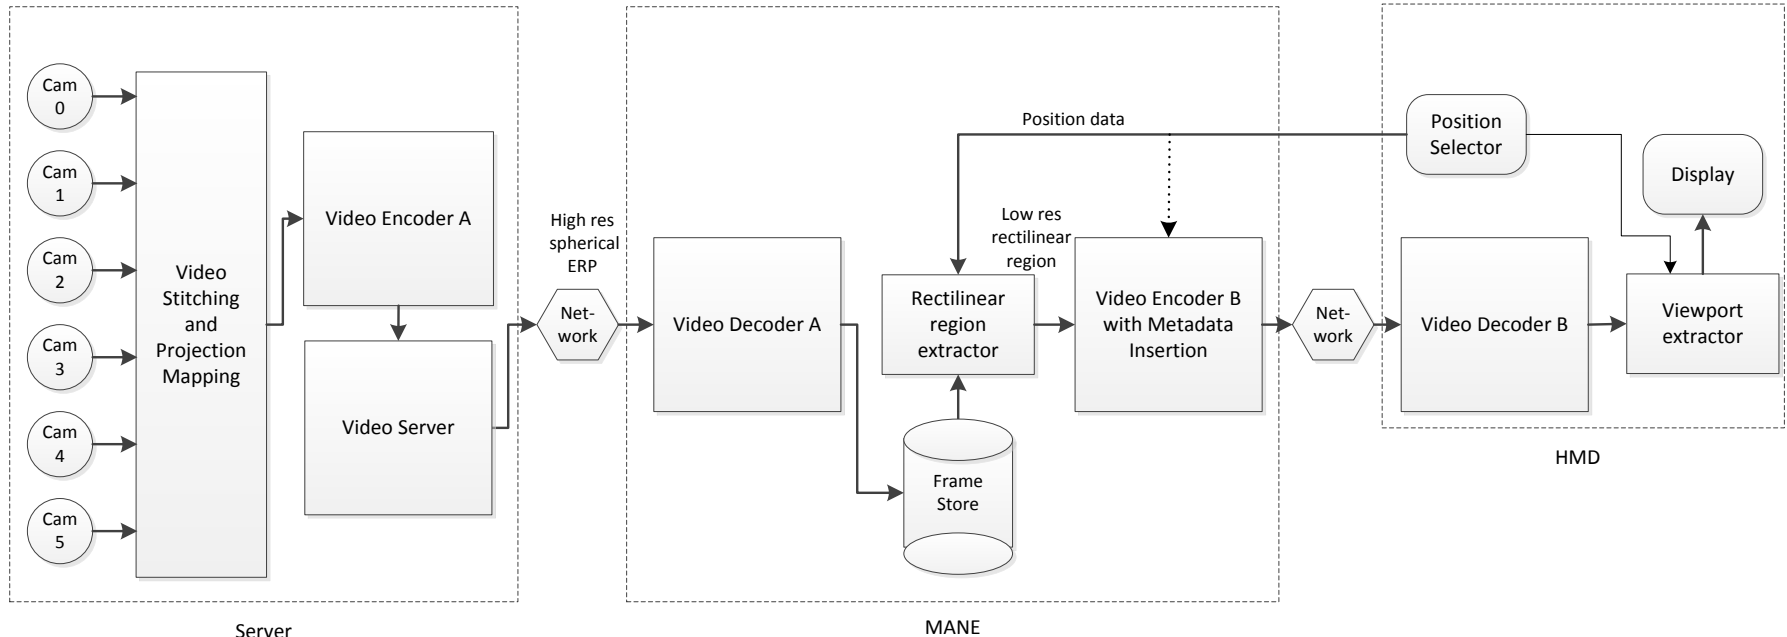 Cam
0
Cam
1
Cam
2
Cam
3
Cam
4
Cam
5
Video
Stitching
and
Projection
Mapping
Video Encoder A
Video Server
Server
High res
spherical
ERP
Net-
work
Video Decoder A
Position data
Low res
rectilinear
region
Rectilinear
region
extractor
Frame
Store
Video Encoder B
with Metadata
Insertion
MANE
Net-
work
Position
Selector
Display
Video Decoder B
Viewport
extractor
HMD